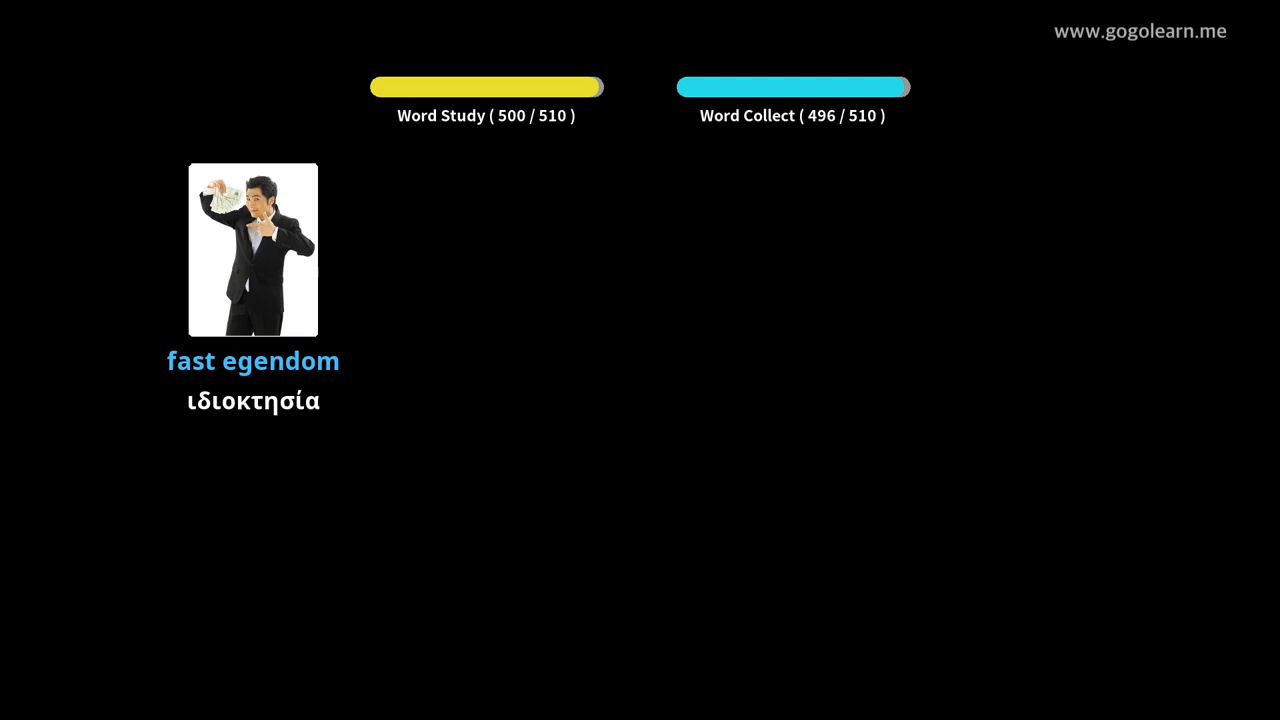 www.gogolearn.me
Word Study ( 500 / 510 )
Word Collect ( 496 / 510 )
fast egendom
ιδιοκτησία